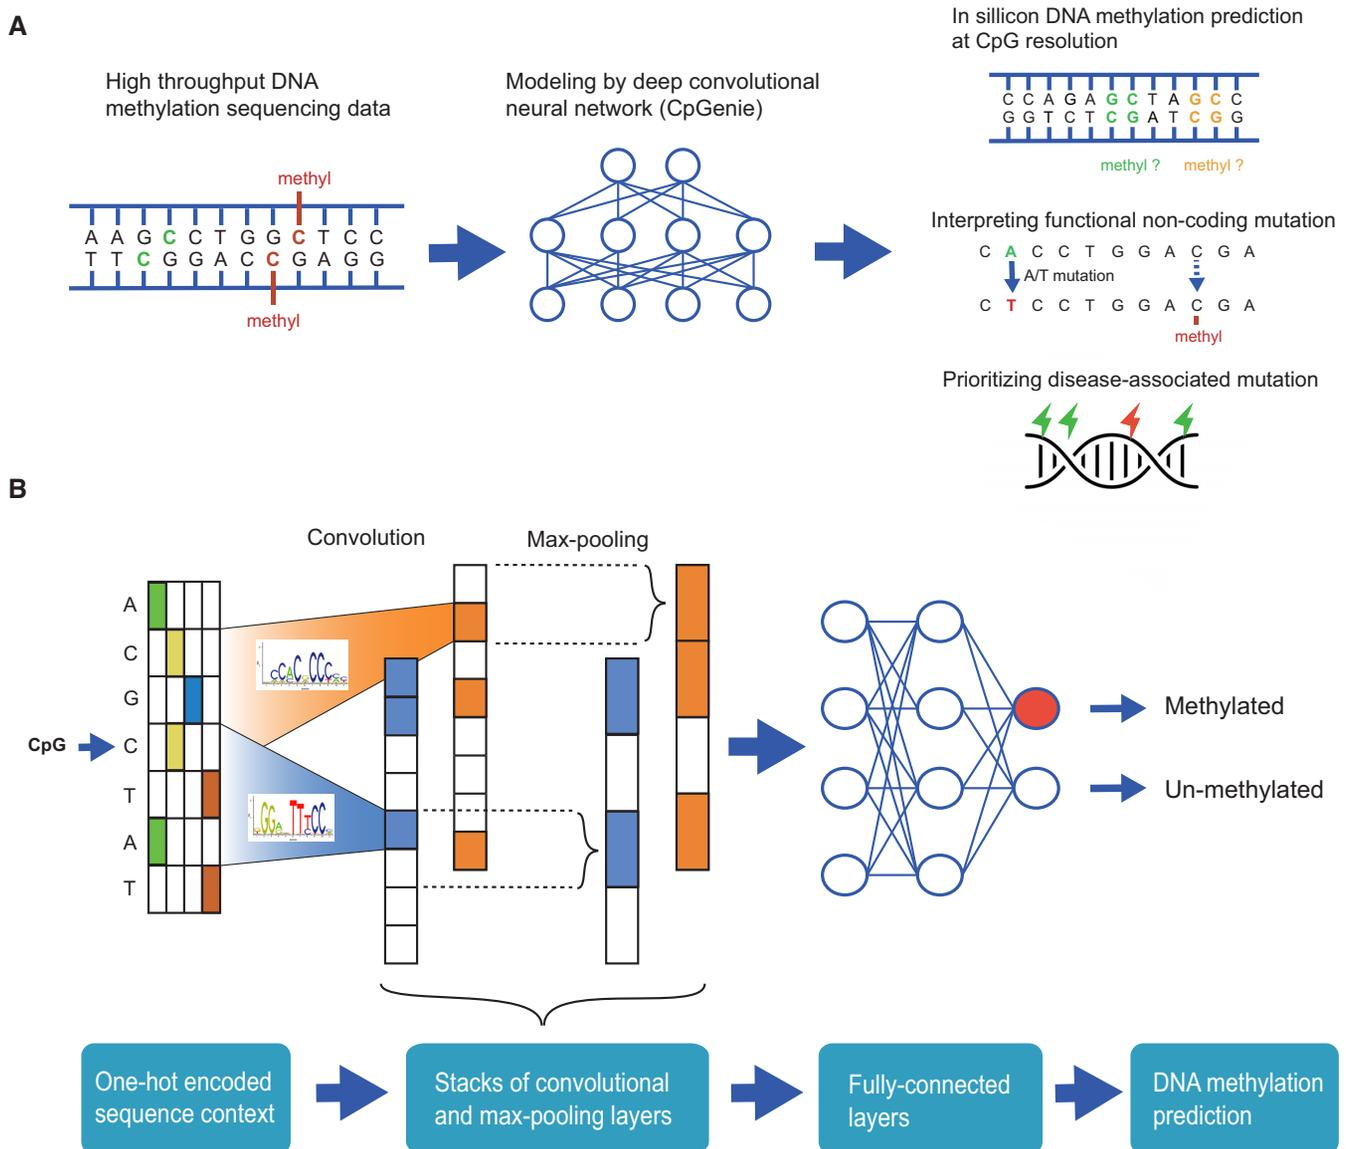 A
High throughput DNA
methylation sequencing data
methyl
A A G C C T G G C T C C
T T C G G A C C G A G G
methyl
Modeling by deep convolutional
neural network (CpGenie)
In sillicon DNA methylation prediction
at CpG resolution
C C A G A G C T A G C C
G G T C T C G A T C G G
methyl ? methyl ?
Interpreting functional non-coding mutation
C A C C T G G A C G A
A/T mutation
C T C C T G G A C G A
methyl
Prioritizing disease-associated mutation
B
Convolution
Max-pooling
A
C
G
CpG
C
T
A
T
Methylated
Un-methylated
One-hot encoded
sequence context
Stacks of convolutional
and max-pooling layers
Fully-connected
layers
DNA methylation
prediction